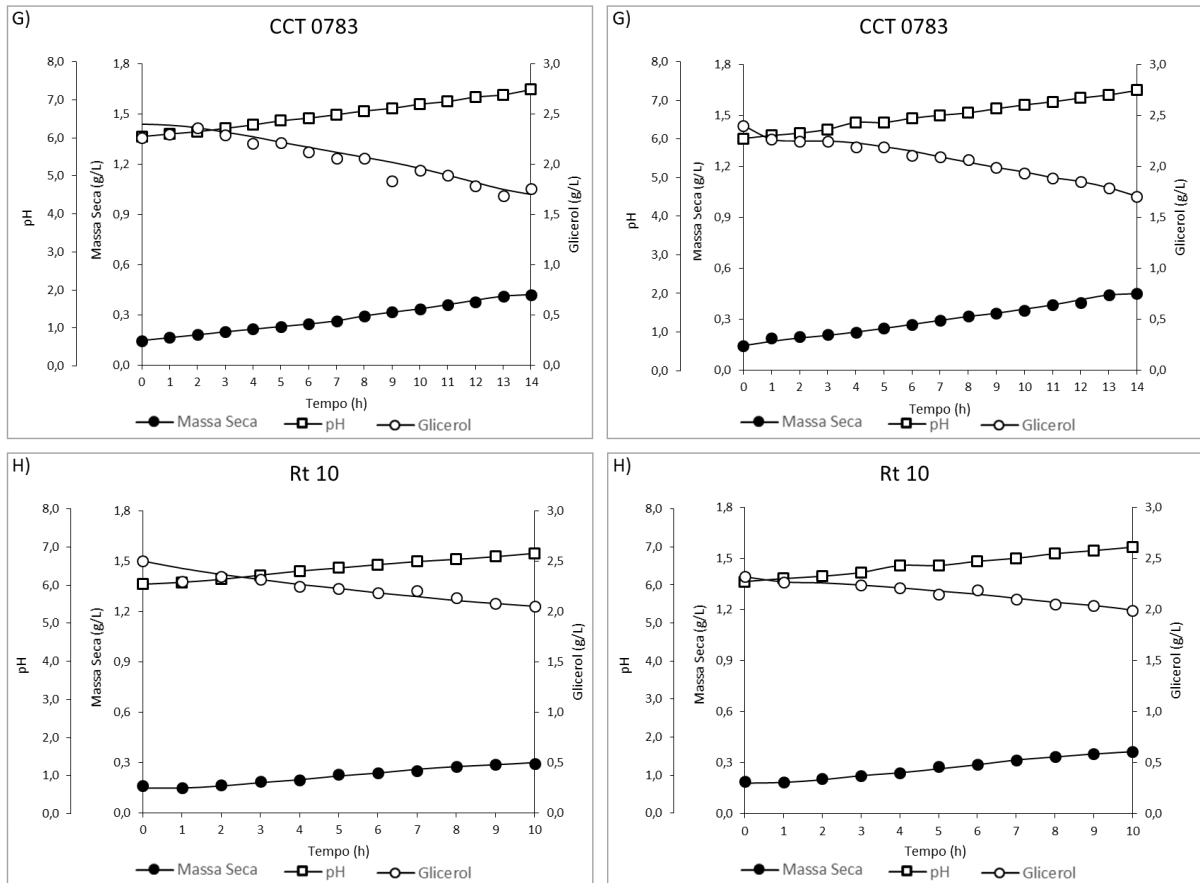 G)
CCT 0783
8,0
7,0
6,0
5,0
4,0
3,0
2,0
1,0
0,0
pH
1,8
1,5
1,2
0,9
0,6
0,3
0,0
Massa Seca (g/L)
3,0
2,5
2,0
1,5
1,0
0,5
0,0
Glicerol (g/L)
0 1 2 3 4 5 6 7 8 9 10 11 12 13 14
Tempo (h)
Massa Seca pH Glicerol
G)
CCT 0783
8,0
7,0
6,0
5,0
4,0
3,0
2,0
1,0
0,0
pH
1,8
1,5
1,2
0,9
0,6
0,3
0,0
Massa Seca (g/L)
3,0
2,5
2,0
1,5
1,0
0,5
0,0
Glicerol (g/L)
0 1 2 3 4 5 6 7 8 9 10 11 12 13 14
Tempo (h)
Massa Seca pH Glicerol
H)
Rt 10
8,0
7,0
6,0
5,0
4,0
3,0
2,0
1,0
0,0
pH
1,8
1,5
1,2
0,9
0,6
0,3
0,0
Massa Seca (g/L)
3,0
2,5
2,0
1,5
1,0
0,5
0,0
Glicerol (g/L)
0 1 2 3 4 5 6 7 8 9 10
Tempo (h)
Massa Seca pH Glicerol
H)
Rt 10
8,0
7,0
6,0
5,0
4,0
3,0
2,0
1,0
0,0
pH
1,8
1,5
1,2
0,9
0,6
0,3
0,0
Massa Seca (g/L)
3,0
2,5
2,0
1,5
1,0
0,5
0,0
Glicerol (g/L)
0 1 2 3 4 5 6 7 8 9 10
Tempo (h)
Massa Seca pH Glicerol